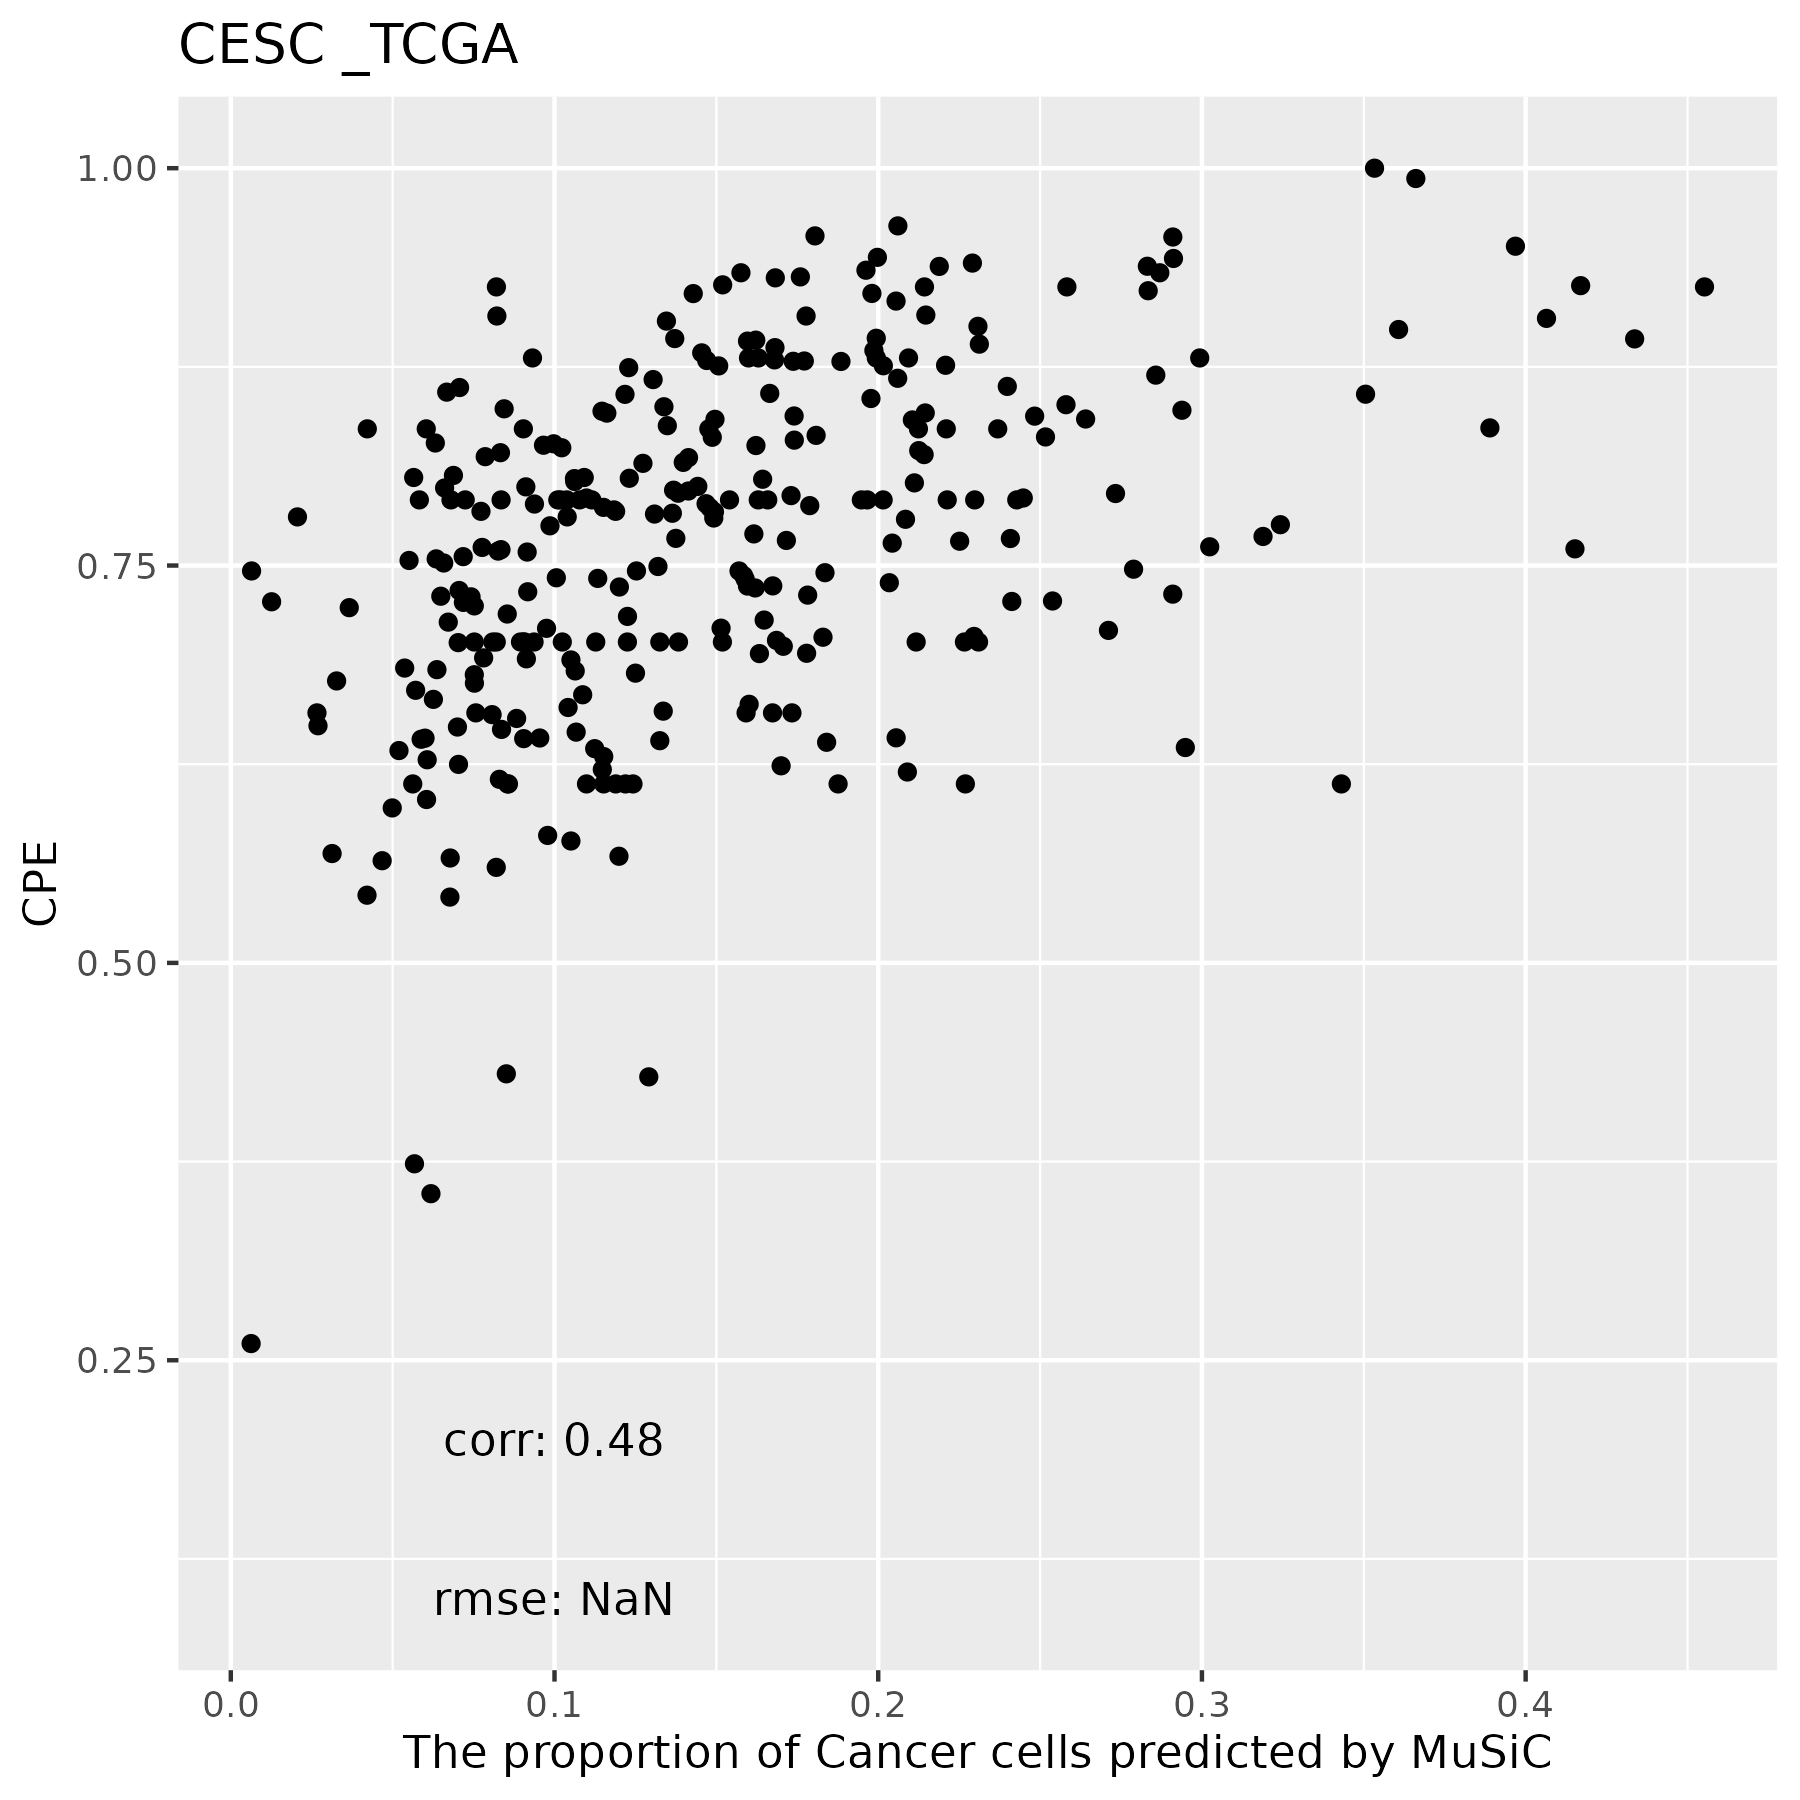 CESC _TCGA
1.00
0.75
0.50
0.25
CPE
corr: 0.48
rmse: NaN
0.0 0.1 0.2 0.3 0.4
The proportion of Cancer cells predicted by MuSiC